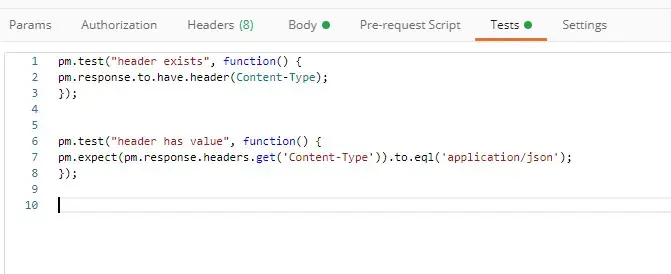 Params Authorization Headers (8) Body Pre-request Script Tests Settings
1 pm.test("header exists", function() {
2 pm.response.to.have.header(Content-Type);
3 });
4
5
6 pm.test("header has value", function() {
7 pm.expect(pm.response.headers.get('Content-Type')).to.eql('application/json');
8 });
9
10